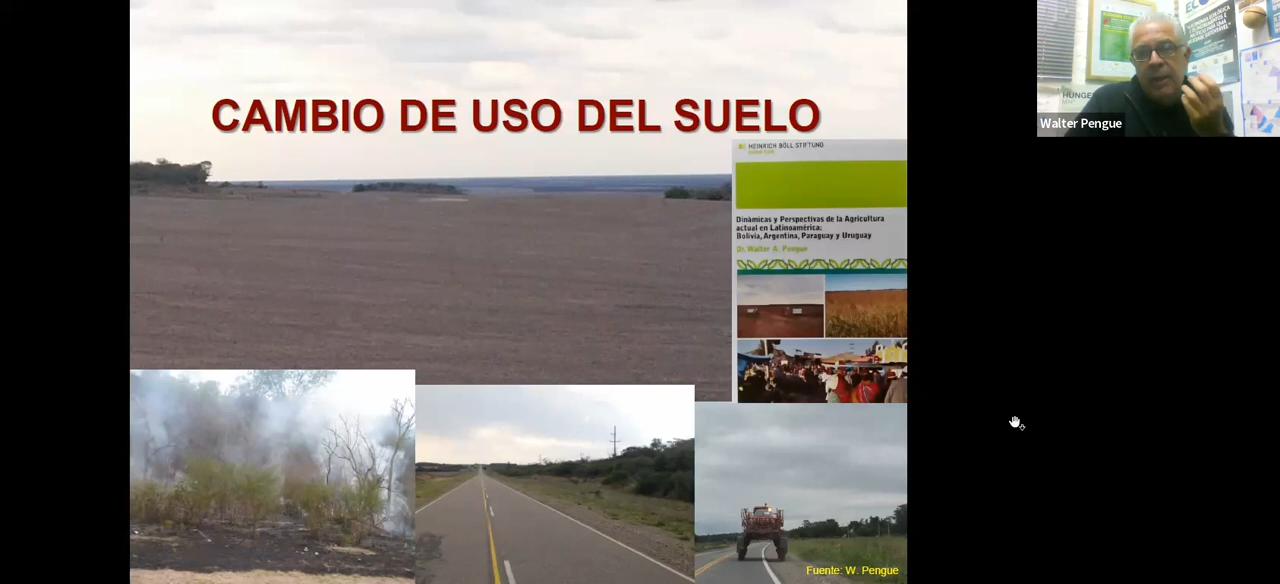 CAMBIO DE USO DEL SUELO
HEINRICH BÖLL STIFTUNG
Dinámicas y Perspectivas de la Agricultura
actual en Latinoamérica:
Bolivia, Argentina, Paraguay y Uruguay
Dr. Walter A. Pengue
Fuente: W. Pengue
HUNGER
Walter Pengue